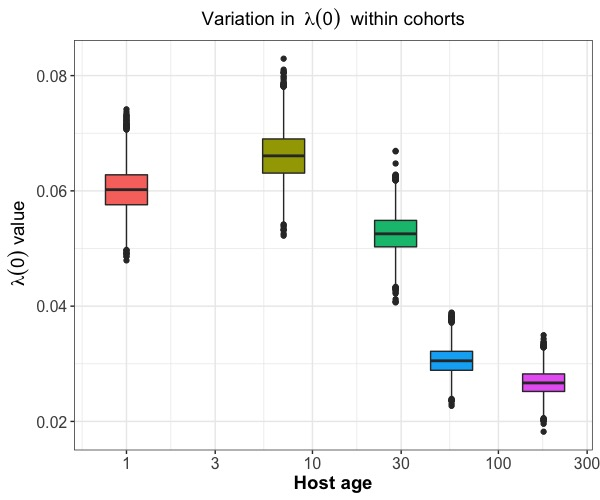 Variation in λ(0) within cohorts
λ(0) value
0.08
0.06
0.04
0.02
1 3 10 30 100 300
Host age